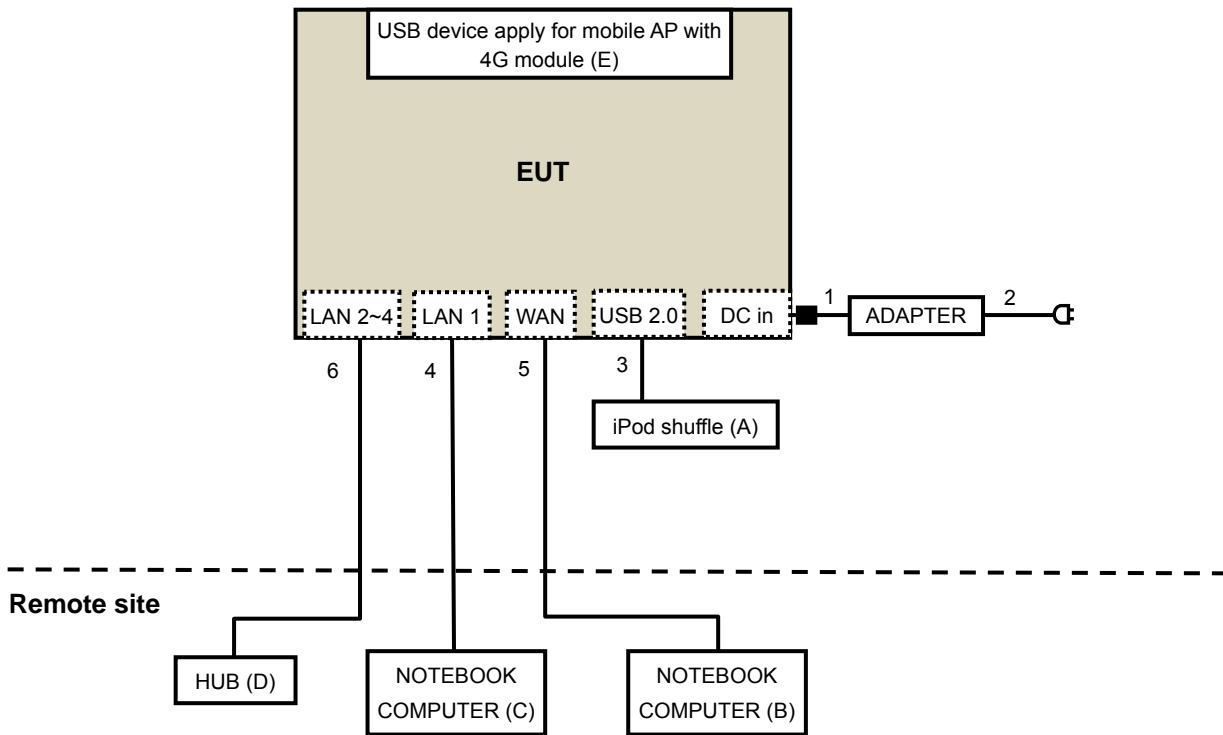 USB device apply for mobile AP with
4G module (E)
EUT
LAN 2~4
LAN 1
WAN
USB 2.0
DC in
1
ADAPTER
2
6
4
5
3
iPod shuffle (A)
Remote site
HUB (D)
NOTEBOOK
COMPUTER (C)
NOTEBOOK
COMPUTER (B)